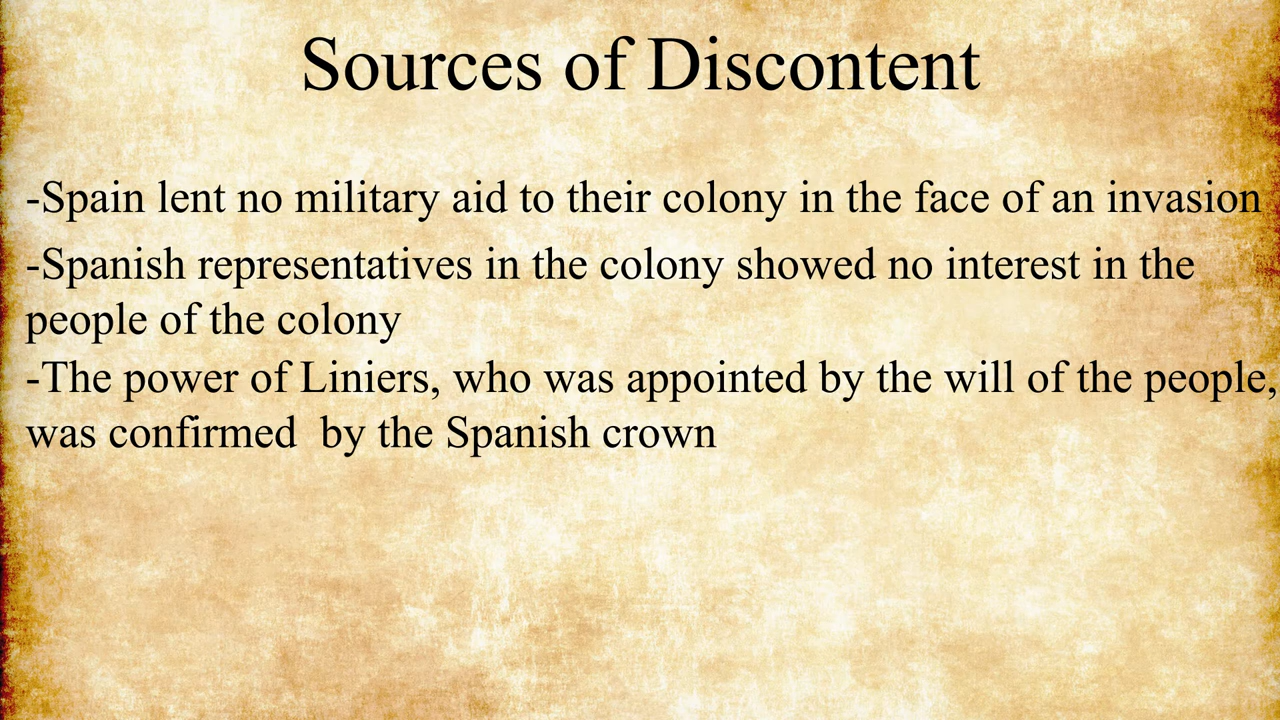 Sources of Discontent
-Spain lent no military aid to their colony in the face of an invasion
-Spanish representatives in the colony showed no interest in the
people of the colony
-The power of Liniers, who was appointed by the will of the people,
was confirmed  by the Spanish crown